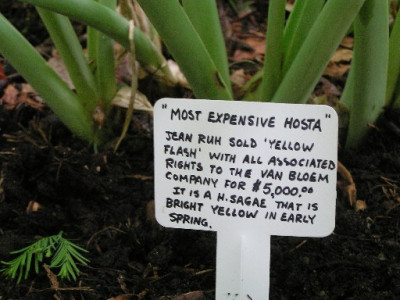 "MOST EXPENSIVE HOSTA"
JEAN RUH SOLD 'YELLOW
FLASH' WITH ALL ASSOCIATED
RIGHTS TO THE VAN BLOEM
COMPANY FOR $5,000.00
IT IS A H. SAGAE THAT IS
BRIGHT YELLOW IN EARLY
SPRING.